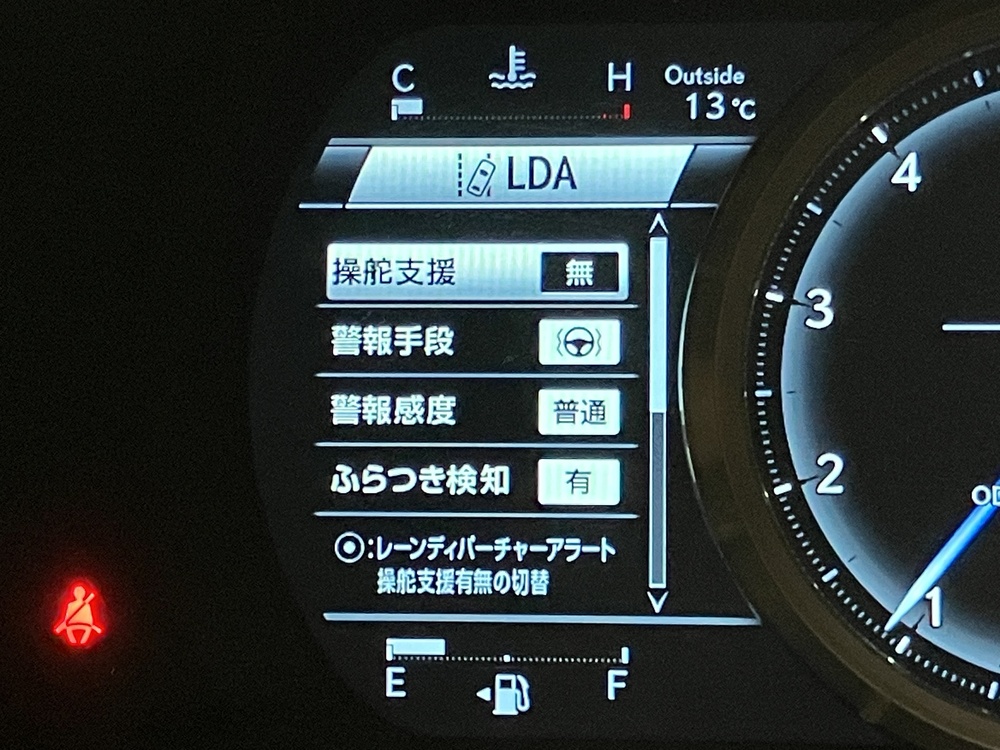 C H
Outside
13℃
LDA
操舵支援 無
警報手段
警報感度 普通
ふらつき検知 有
◉:レーンディパーチャーアラート
操舵支援有無の切替
E F
4
3
2
1